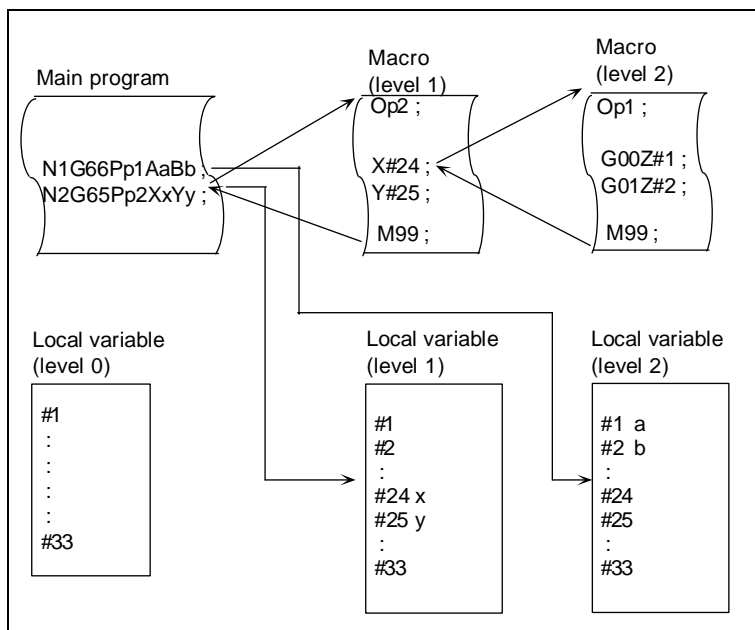 Main program
N1G66Pp1AaBb ;
N2G65Pp2XxYy ;
Macro
(level 1)
Op2 ;
X#24 ;
Y#25 ;
M99 ;
Macro
(level 2)
Op1 ;
G00Z#1 ;
G01Z#2 ;
M99 ;
Local variable
(level 0)
#1
:
:
:
:
#33
Local variable
(level 1)
#1
#2
:
#24 x
#25 y
:
#33
Local variable
(level 2)
#1 a
#2 b
:
#24
#25
:
#33